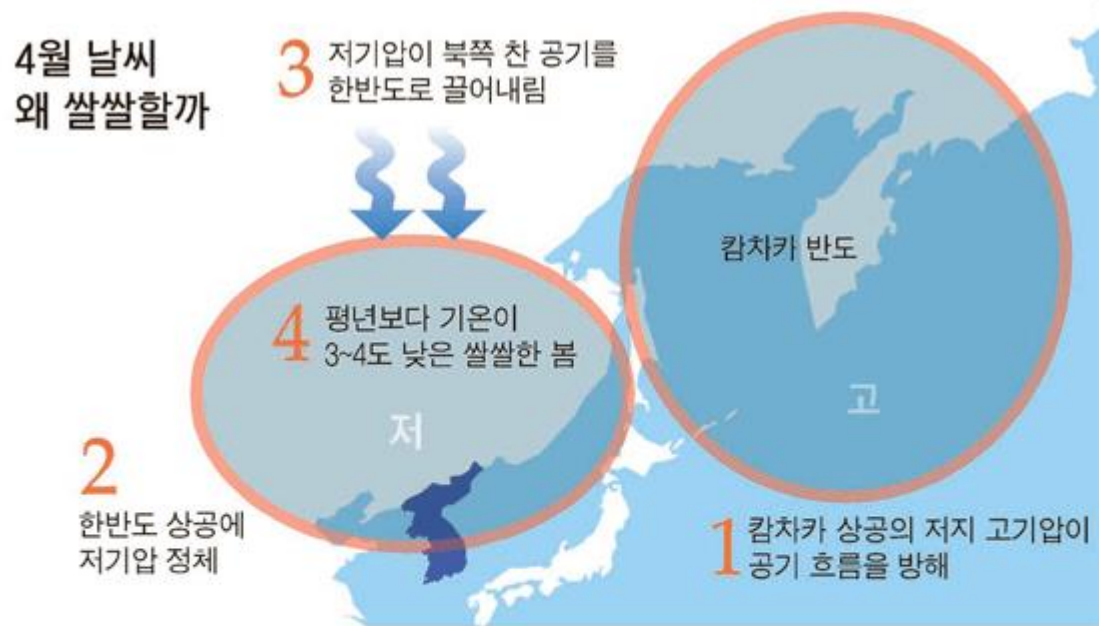 4월 날씨
왜 쌀쌀할까
3 저기압이 북쪽 찬 공기를
한반도로 끌어내림
캄차카 반도
4 평년보다 기온이
3~4도 낮은 쌀쌀한 봄
고
저
2
한반도 상공에
저기압 정체
1 캄차카 상공의 저지 고기압이
공기 흐름을 방해